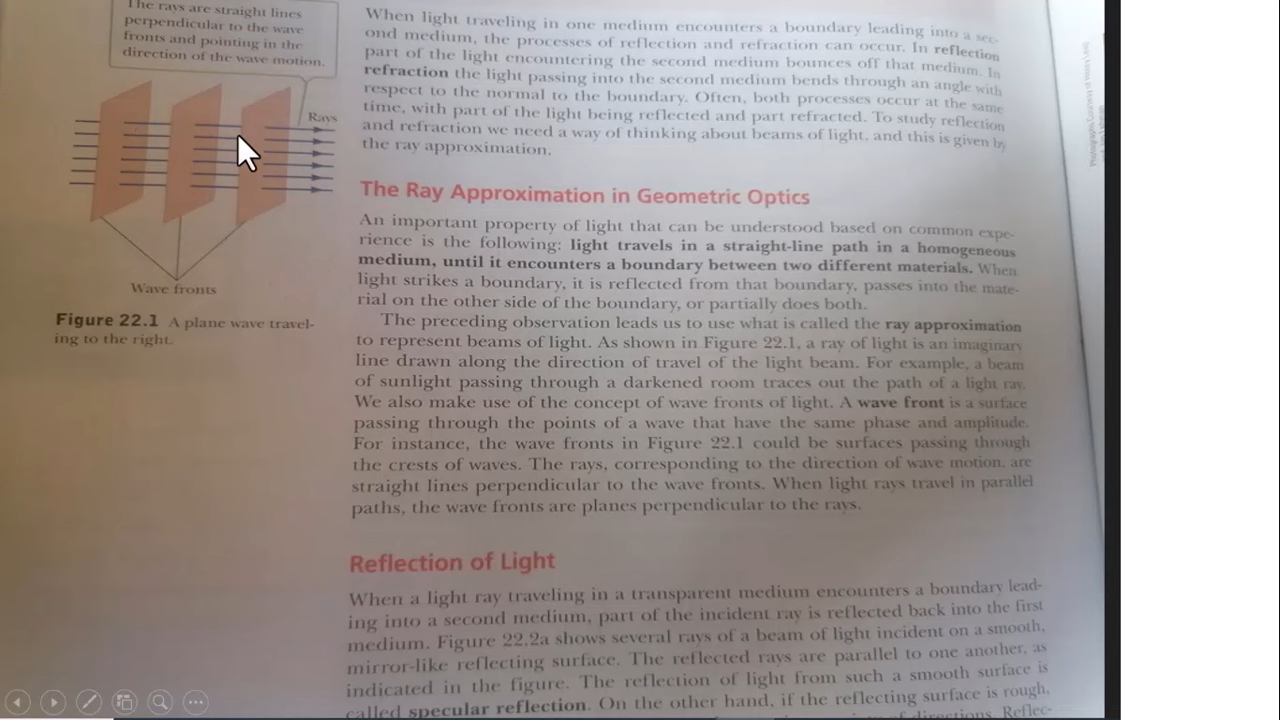 The rays are straight lines
perpendicular to the wave
fronts and pointing in the
direction of the wave motion.
Rays
Wave fronts
Figure 22.1 A plane wave travel-
ing to the right.
When light traveling in one medium encounters a boundary leading into a sec-
ond medium, the processes of reflection and refraction can occur. In reflection
part of the light encountering the second medium bounces off that medium. In
refraction the light passing into the second medium bends through an angle with
respect to the normal to the boundary. Often, both processes occur at the same
time, with part of the light being reflected and part refracted. To study reflection
and refraction we need a way of thinking about beams of light, and this is given by
the ray approximation.
The Ray Approximation in Geometric Optics
An important property of light that can be understood based on common expe-
rience is the following: light travels in a straight-line path in a homogeneous
medium, until it encounters a boundary between two different materials. When
light strikes a boundary, it is reflected from that boundary, passes into the mate-
rial on the other side of the boundary, or partially does both.
The preceding observation leads us to use what is called the ray approximation
to represent beams of light. As shown in Figure 22.1, a ray of light is an imaginary
line drawn along the direction of travel of the light beam. For example, a beam
of sunlight passing through a darkened room traces out the path of a light ray.
We also make use of the concept of wave fronts of light. A wave front is a surface
passing through the points of a wave that have the same phase and amplitude.
For instance, the wave fronts in Figure 22.1 could be surfaces passing through
the crests of waves. The rays, corresponding to the direction of wave motion, are
straight lines perpendicular to the wave fronts. When light rays travel in parallel
paths, the wave fronts are planes perpendicular to the rays.
Reflection of Light
When a light ray traveling in a transparent medium encounters a boundary lead-
ing into a second medium, part of the incident ray is reflected back into the first
medium. Figure 22.2a shows several rays of a beam of light incident on a smooth,
mirror-like reflecting surface. The reflected rays are parallel to one another, as
indicated in the figure. The reflection of light from such a smooth surface is
called specular reflection. On the other hand, if the reflecting surface is rough,
of directions. Reflec-